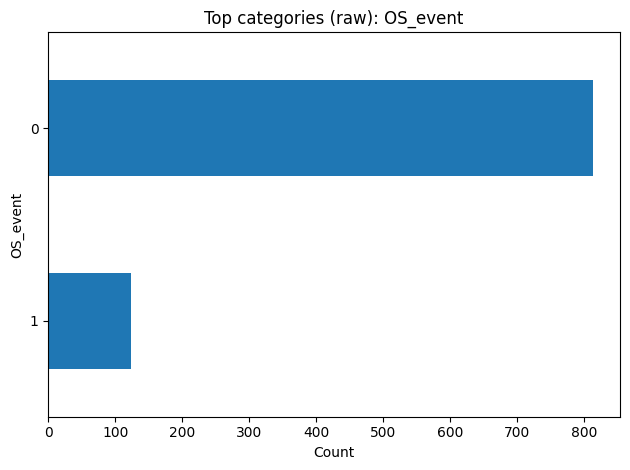 Top categories (raw): OS_event
0
OS_event
1
0 100 200 300 400 500 600 700 800
Count